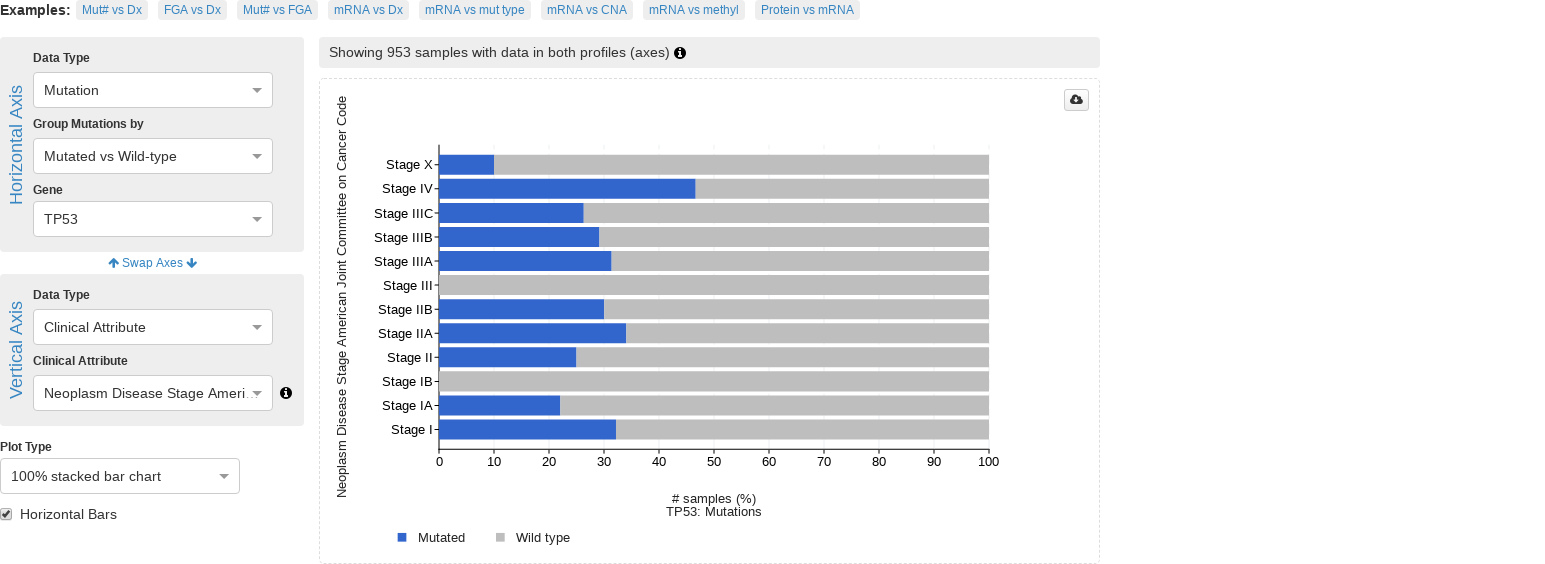 Examples: Mut# vs Dx FGA vs Dx Mut# vs FGA mRNA vs Dx mRNA vs mut type mRNA vs CNA mRNA vs methyl Protein vs mRNA
Horizontal Axis
Data Type
Mutation
Group Mutations by
Mutated vs Wild-type
Gene
TP53
Swap Axes
Vertical Axis
Data Type
Clinical Attribute
Clinical Attribute
Neoplasm Disease Stage Ameri...
Plot Type
100% stacked bar chart
Horizontal Bars
Showing 953 samples with data in both profiles (axes)
Neoplasm Disease Stage American Joint Committee on Cancer Code
Stage X
Stage IV
Stage IIIC
Stage IIIB
Stage IIIA
Stage III
Stage IIB
Stage IIA
Stage II
Stage IB
Stage IA
Stage I
0 10 20 30 40 50 60 70 80 90 100
# samples (%)
TP53: Mutations
Mutated Wild type